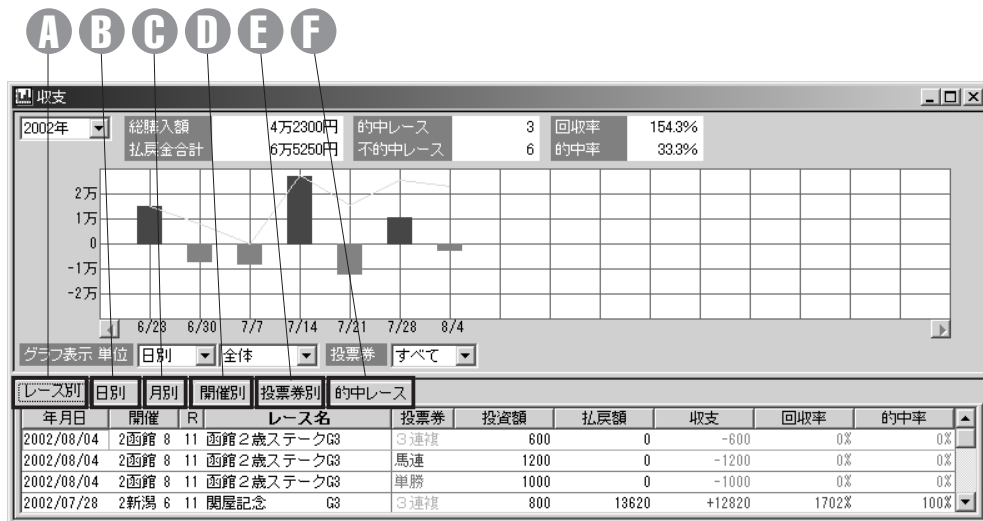 A B C D E F
収支
2002年 総購入額 4万2300円 的中レース 3 回収率 154.3%
払戻金合計 6万5250円 不的中レース 6 的中率 33.3%
2万
1万
0
-1万
-2万
6/23 6/30 7/7 7/14 7/21 7/28 8/4
グラフ表示 単位 日別 全体 投票券 すべて
レース別 日別 月別 開催別 投票券別 的中レース
年月日 開催 R レース名 投票券 投資額 払戻額 収支 回収率 的中率
2002/08/04 2函館 8 11 函館２歳ステークG3 ３連複 600 0 -600 0% 0%
2002/08/04 2函館 8 11 函館２歳ステークG3 馬連 1200 0 -1200 0% 0%
2002/08/04 2函館 8 11 函館２歳ステークG3 単勝 1000 0 -1000 0% 0%
2002/07/28 2新潟 6 11 関屋記念 G3 ３連複 800 13620 +12820 1702% 100%